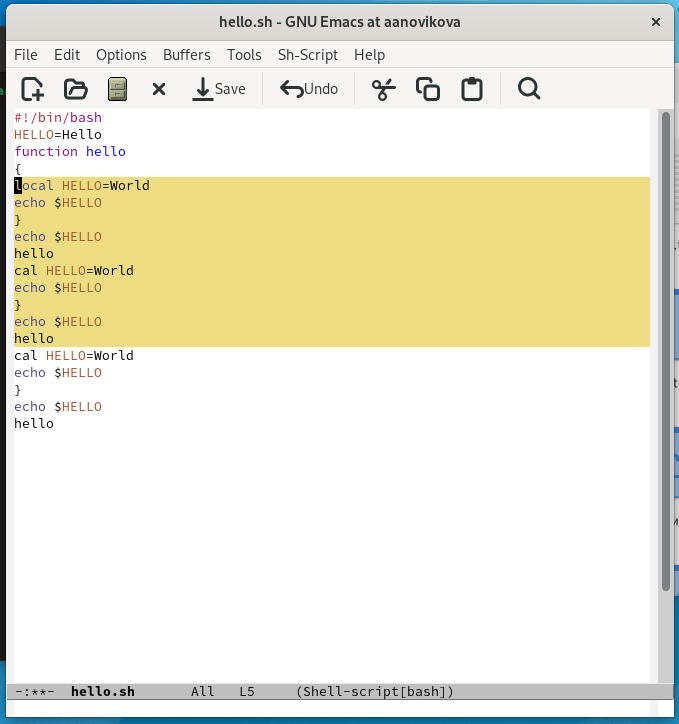 hello.sh - GNU Emacs at aanovikova
File Edit Options Buffers Tools Sh-Script Help
Save Undo
#!/bin/bash
HELLO=Hello
function hello
{
local HELLO=World
echo $HELLO
}
echo $HELLO
hello
cal HELLO=World
echo $HELLO
}
echo $HELLO
hello
cal HELLO=World
echo $HELLO
}
echo $HELLO
hello
-:**- hello.sh All L5 (Shell-script[bash])